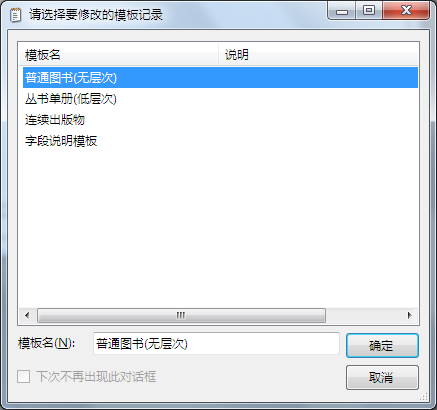 请选择要修改的模板记录
模板名 说明
普通图书(无层次)
丛书单册(低层次)
连续出版物
字段说明模板
模板名(N): 普通图书(无层次) 确定
下次不再出现此对话框 取消